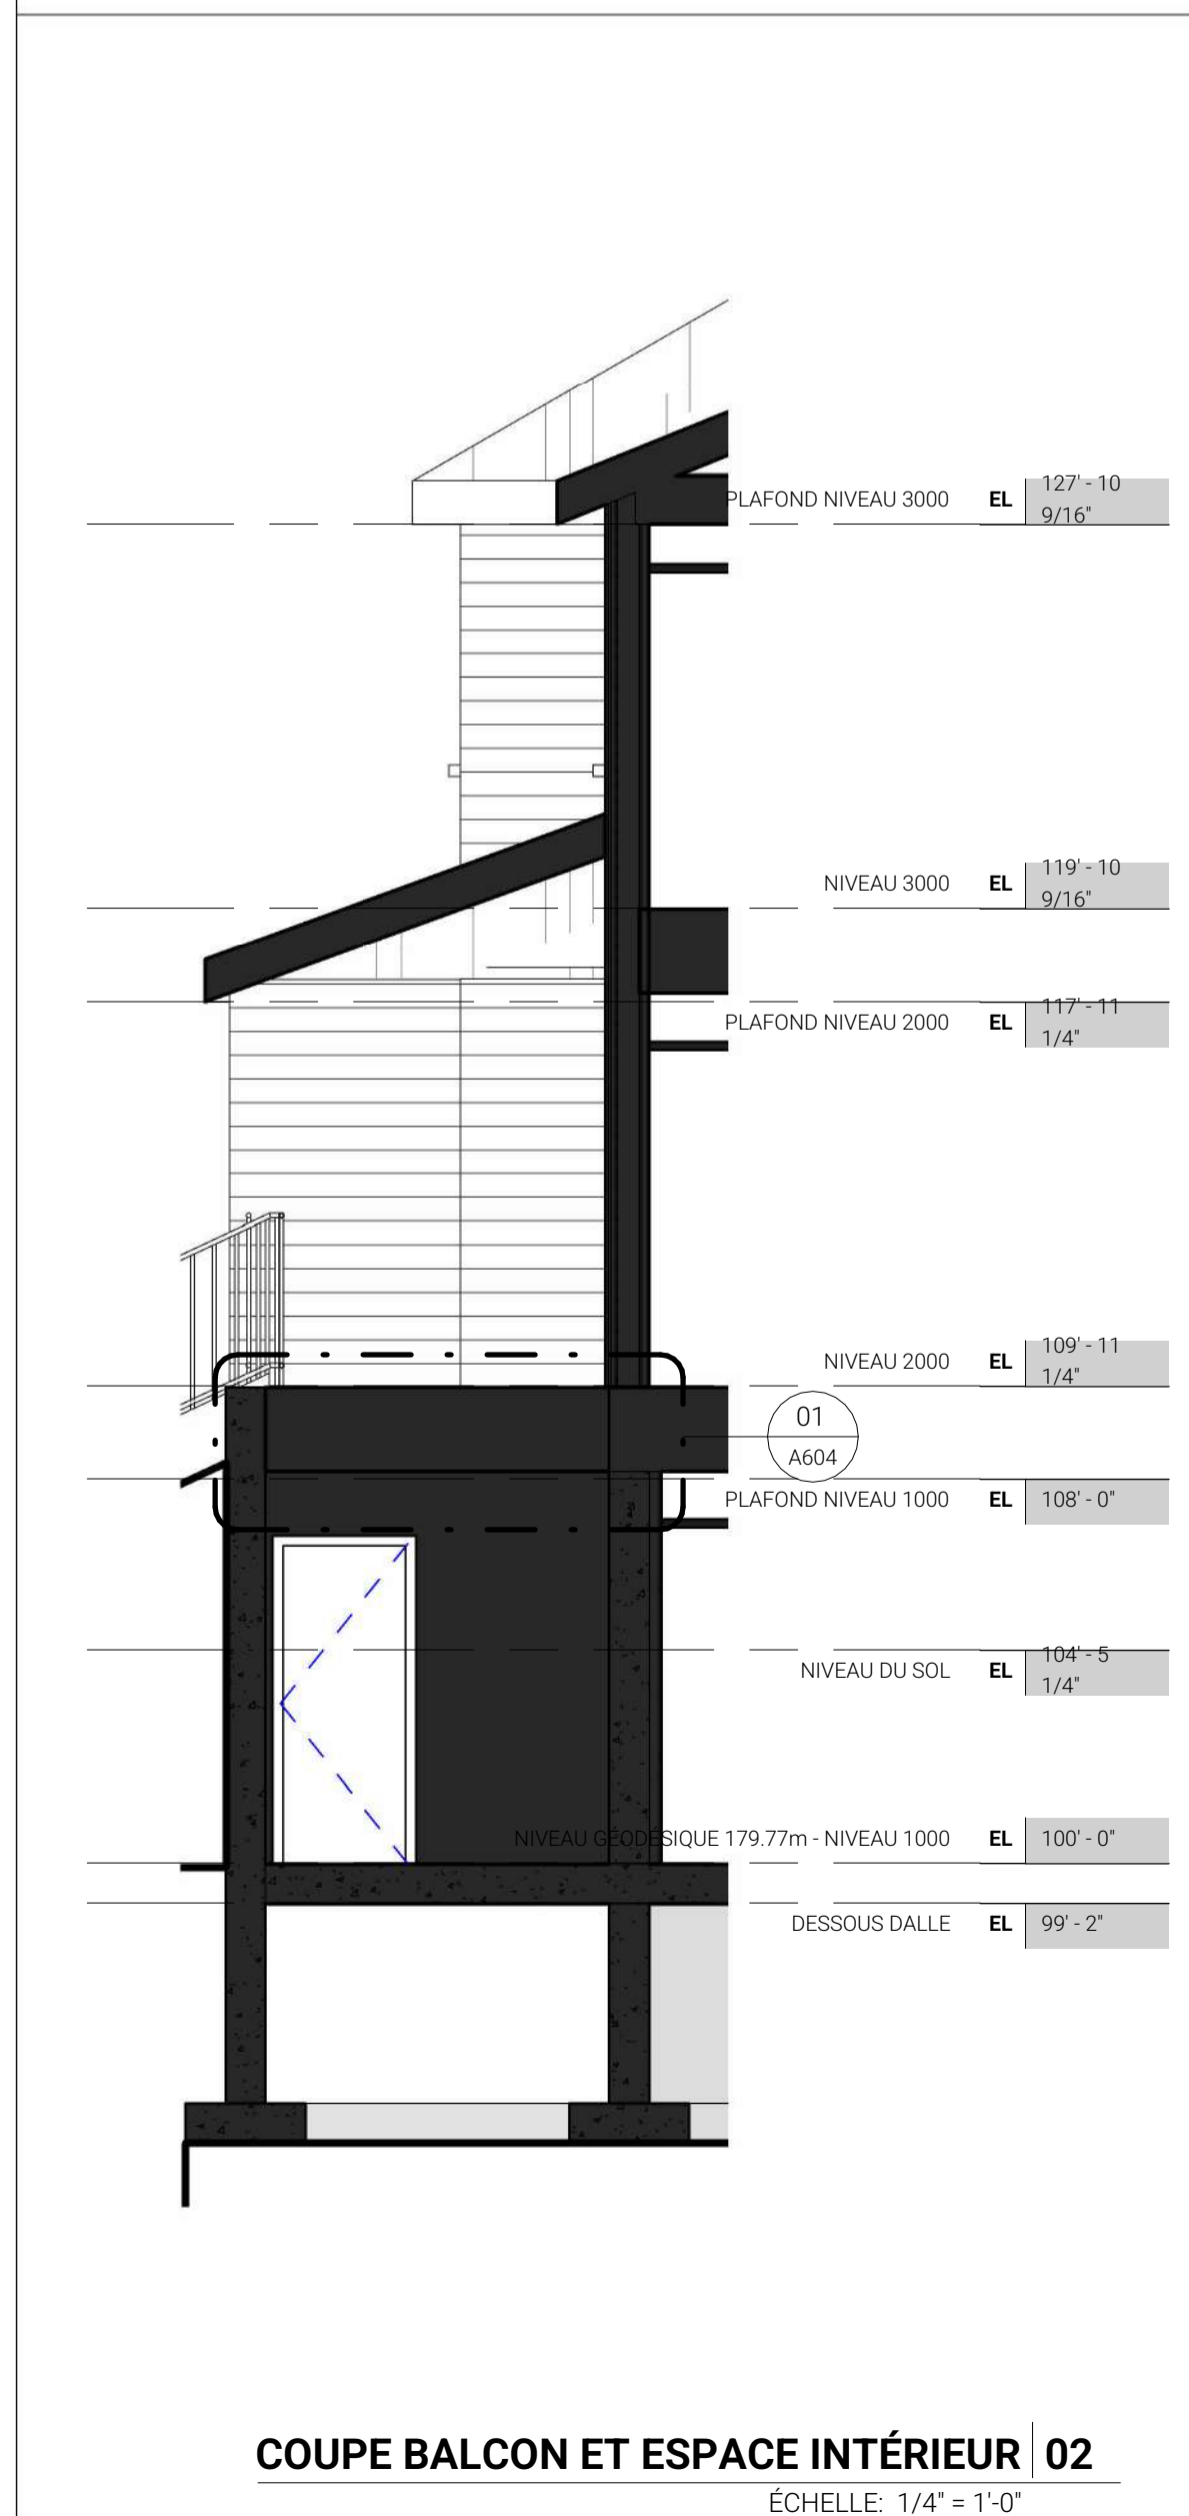 127' - 10
PLAFOND NIVEAU 3000 EL
9/16"
119' - 10
NIVEAU 3000 EL
9/16"
117' - 11
PLAFOND NIVEAU 2000 EL
1/4"
109' - 11
NIVEAU 2000 EL
1/4"
01
A604
PLAFOND NIVEAU 1000 EL 108' - 0"
104' - 5
NIVEAU DU SOL EL
1/4"
NIVEAU GÉODÉSIQUE 179.77m - NIVEAU 1000 EL 100' - 0"
DESSOUS DALLE EL 99' - 2"
COUPE BALCON ET ESPACE INTÉRIEUR 02
ÉCHELLE: 1/4" = 1'-0"